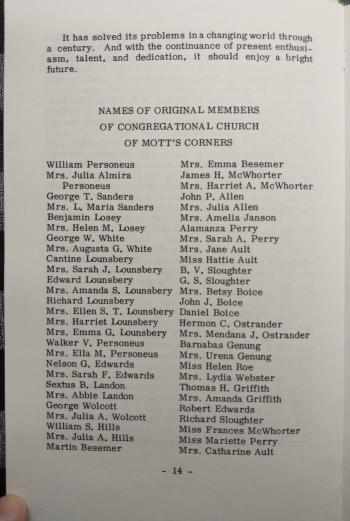 It has solved its problems in a changing world through
a century. And with the continuance of present enthusi-
asm, talent, and dedication, it should enjoy a bright
future.
NAMES OF ORIGINAL MEMBERS
OF CONGREGATIONAL CHURCH
OF MOTT'S CORNERS
William Personeus
Mrs. Julia Almira
Personeus
George T. Sanders
Mrs. L. Maria Sanders
Benjamin Losey
Mrs. Helen M. Losey
George W. White
Mrs. Augusta G. White
Cantine Lounsbery
Mrs. Sarah J. Lounsbery
Edward Lounsbery
Mrs. Amanda S. Lounsbery
Richard Lounsbery
Mrs. Ellen S. T. Lounsbery
Mrs. Harriet Lounsbery
Mrs. Emma G. Lounsbery
Walker V. Personeus
Mrs. Ella M. Personeus
Nelson G. Edwards
Mrs. Sarah F. Edwards
Sextus B. Landon
Mrs. Abbie Landon
George Wolcott
Mrs. Julia A. Wolcott
William S. Hills
Mrs. Julia A. Hills
Martin Besemer
Mrs. Emma Besemer
James H. McWhorter
Mrs. Harriet A. McWhorter
John P. Allen
Mrs. Julia Allen
Mrs. Amelia Janson
Alamanza Perry
Mrs. Sarah A. Perry
Mrs. Jane Ault
Miss Hattie Ault
B. V. Sloughter
G. S. Sloughter
Mrs. Betsy Boice
John J. Boice
Daniel Boice
Hermon C. Ostrander
Mrs. Mendana J. Ostrander
Barnabas Genung
Mrs. Urena Genung
Miss Helen Roe
Mrs. Lydia Webster
Thomas H. Griffith
Mrs. Amanda Griffith
Robert Edwards
Richard Sloughter
Miss Frances McWhorter
Miss Mariette Perry
Mrs. Catharine Ault
- 14 -